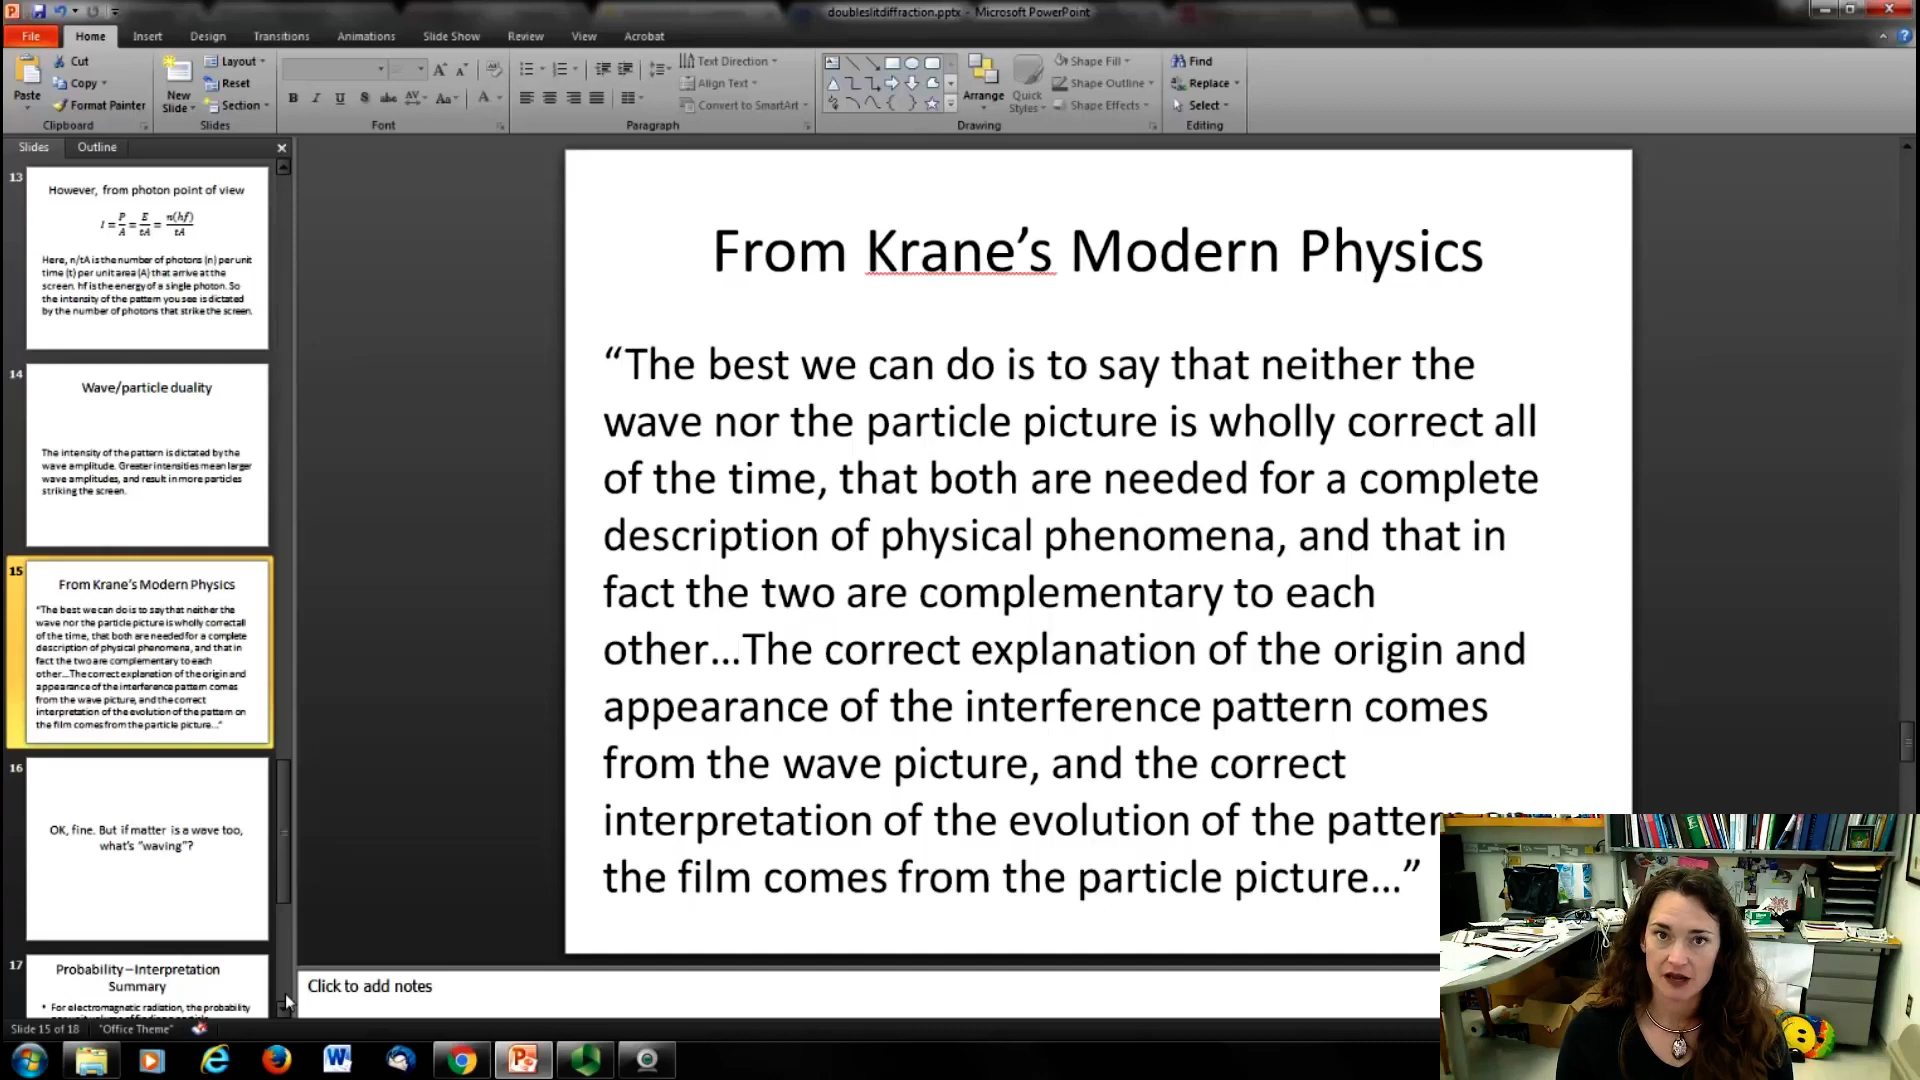 doubleslitdiffraction.pptx - Microsoft PowerPoint
File Home Insert Design Transitions Animations Slide Show Review View Acrobat
Paste
Cut
Copy
Format Painter
Clipboard
New
Slide
Layout
Reset
Section
Slides
B I U S abc AV Aa A
Font
Text Direction
Align Text
Convert to SmartArt
Paragraph
Arrange
Quick
Styles
Shape Fill
Shape Outline
Shape Effects
Drawing
Find
Replace
Select
Editing
Slides Outline
13
However, from photon point of view
I = P/A = E/tA = n(hf)/tA
Here, n/tA is the number of photons (n) per unit
time (t) per unit area (A) that arrive at the
screen. hf is the energy of a single photon. So
the intensity of the pattern you see is dictated
by the number of photons that strike the screen.
14
Wave/particle duality
The intensity of the pattern is dictated by the
wave amplitude. Greater intensities mean larger
wave amplitudes, and result in more particles
striking the screen.
15
From Krane's Modern Physics
“The best we can do is to say that neither the
wave nor the particle picture is wholly correct all
of the time, that both are needed for a complete
description of physical phenomena, and that in
fact the two are complementary to each
other…The correct explanation of the origin and
appearance of the interference pattern comes
from the wave picture, and the correct
interpretation of the evolution of the pattern on
the film comes from the particle picture…”
16
OK, fine. But if matter is a wave too,
what's “waving”?
17
Probability – Interpretation
Summary
• For electromagnetic radiation, the probability
From Krane’s Modern Physics
“The best we can do is to say that neither the
wave nor the particle picture is wholly correct all
of the time, that both are needed for a complete
description of physical phenomena, and that in
fact the two are complementary to each
other…The correct explanation of the origin and
appearance of the interference pattern comes
from the wave picture, and the correct
interpretation of the evolution of the patter
the film comes from the particle picture…”
Click to add notes
Slide 15 of 18 "Office Theme"